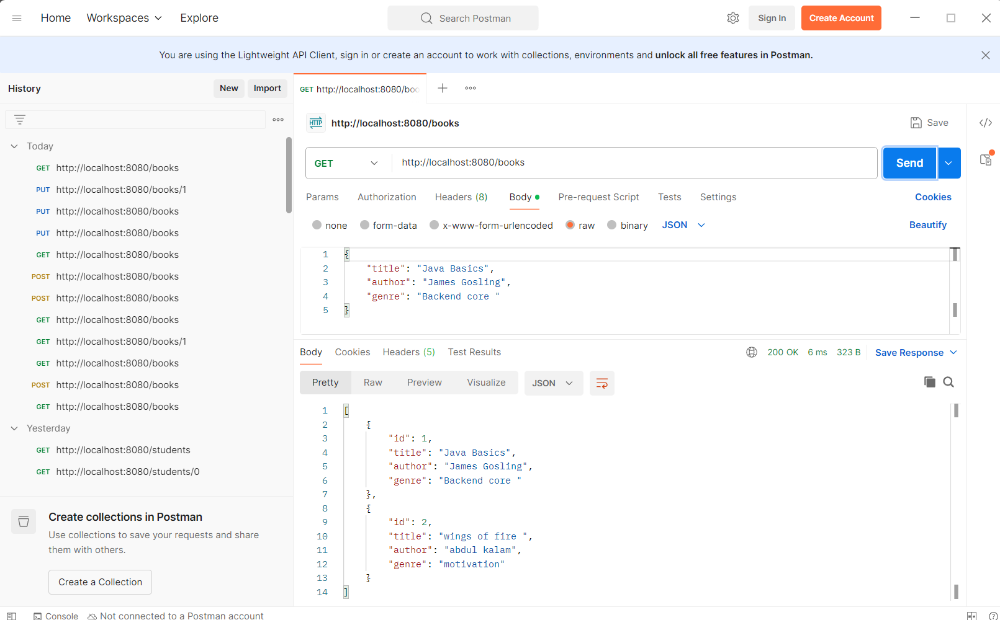 Home Workspaces Explore Search Postman Sign In Create Account
You are using the Lightweight API Client, sign in or create an account to work with collections, environments and unlock all free features in Postman.
History New Import
GET http://localhost:8080/boo
http://localhost:8080/books Save
GET http://localhost:8080/books Send
Params Authorization Headers (8) Body Pre-request Script Tests Settings Cookies
none form-data x-www-form-urlencoded raw binary JSON Beautify
1 {
2 "title": "Java Basics",
3 "author": "James Gosling",
4 "genre": "Backend core "
5 }
Body Cookies Headers (5) Test Results 200 OK 6 ms 323 B Save Response
Pretty Raw Preview Visualize JSON
1 [
2 {
3 "id": 1,
4 "title": "Java Basics",
5 "author": "James Gosling",
6 "genre": "Backend core "
7 },
8 {
9 "id": 2,
10 "title": "wings of fire ",
11 "author": "abdul kalam",
12 "genre": "motivation"
13 }
14 ]
Today
GET http://localhost:8080/books
PUT http://localhost:8080/books/1
PUT http://localhost:8080/books
PUT http://localhost:8080/books
GET http://localhost:8080/books
POST http://localhost:8080/books
POST http://localhost:8080/books
GET http://localhost:8080/books
GET http://localhost:8080/books/1
GET http://localhost:8080/books
POST http://localhost:8080/books
GET http://localhost:8080/books
Yesterday
GET http://localhost:8080/students
GET http://localhost:8080/students/0
Create collections in Postman
Use collections to save your requests and share
them with others.
Create a Collection
Console Not connected to a Postman account